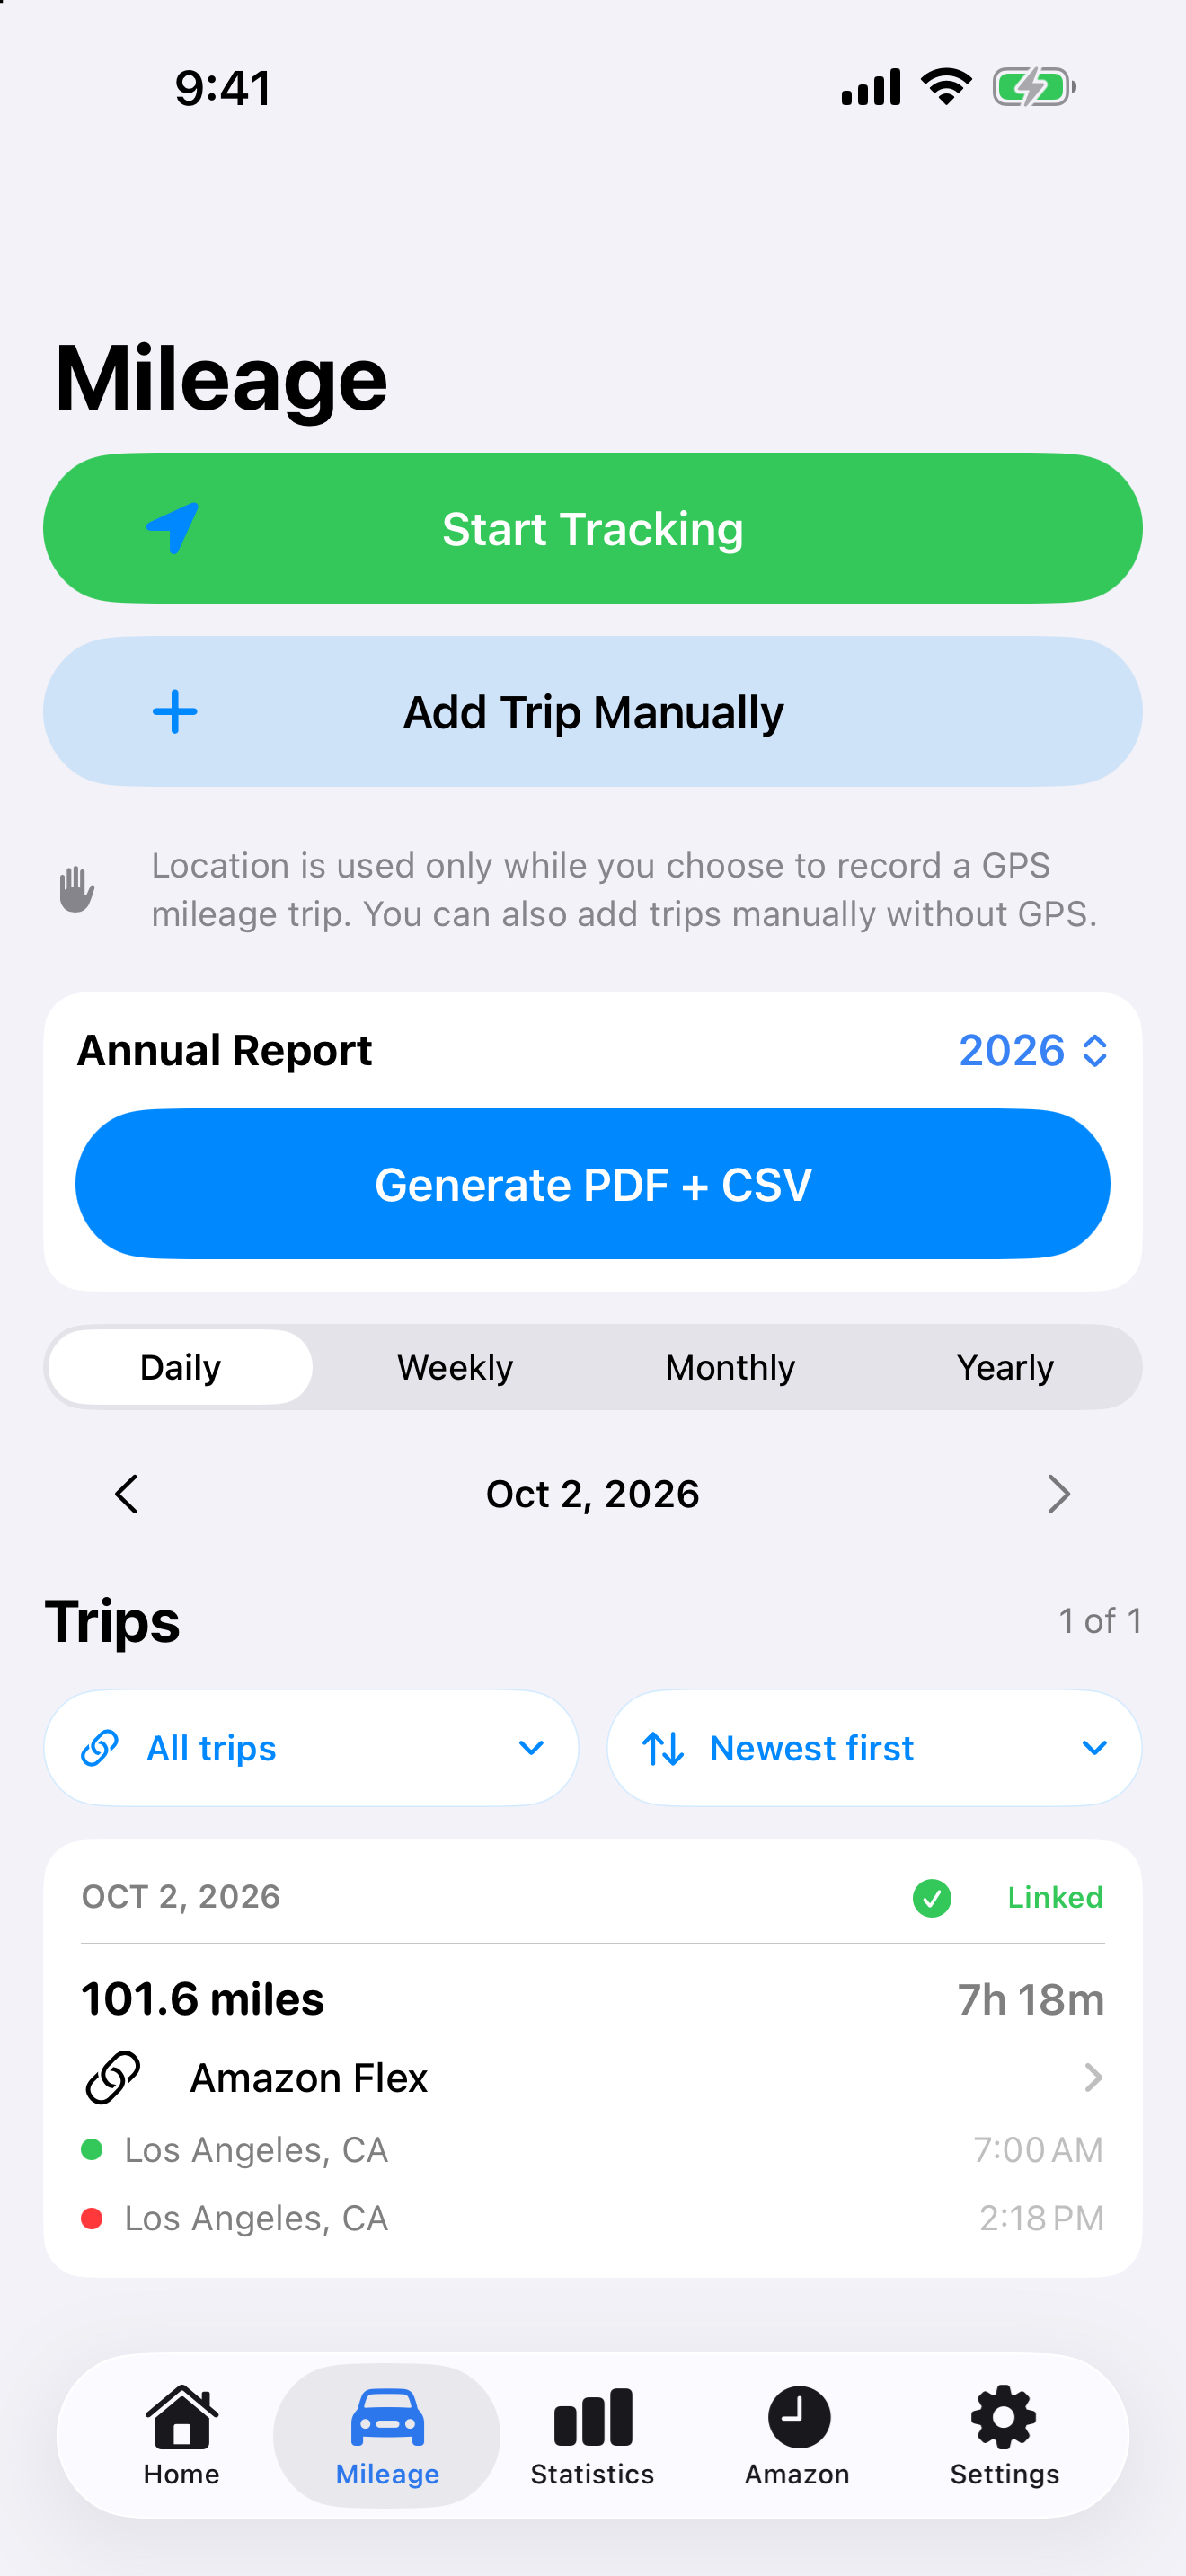 9:41
Mileage
Start Tracking
Add Trip Manually
Location is used only while you choose to record a GPS
mileage trip. You can also add trips manually without GPS.
Annual Report
2026
Generate PDF + CSV
Daily Weekly Monthly Yearly
Oct 2, 2026
Trips
1 of 1
All trips
Newest first
OCT 2, 2026
Linked
101.6 miles
7h 18m
Amazon Flex
Los Angeles, CA
7:00 AM
Los Angeles, CA
2:18 PM
Home Mileage Statistics Amazon Settings